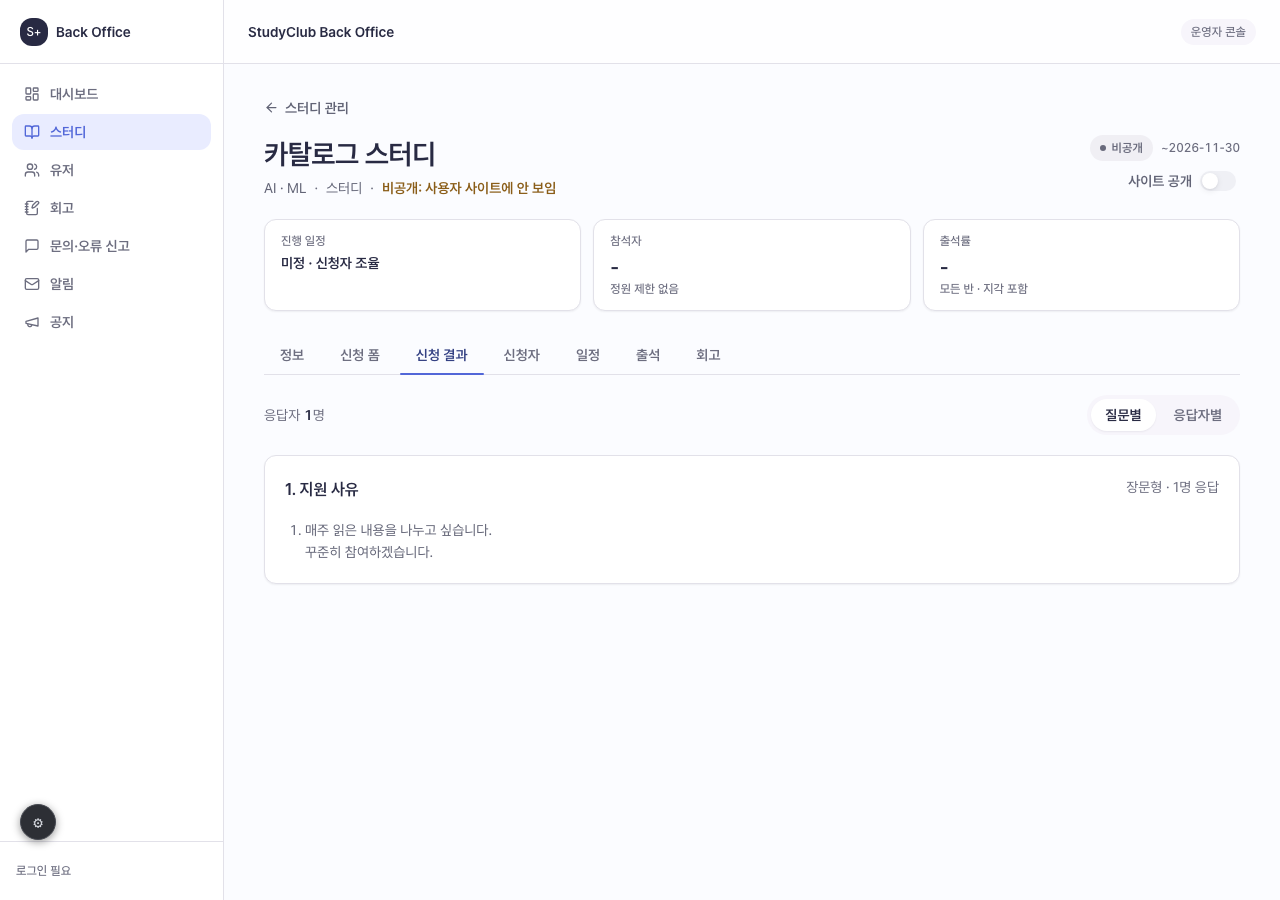 S+ Back Office
StudyClub Back Office
운영자 콘솔
대시보드
스터디
유저
회고
문의·오류 신고
알림
공지
로그인 필요
← 스터디 관리
카탈로그 스터디
비공개 ~2026-11-30
AI · ML · 스터디 · 비공개: 사용자 사이트에 안 보임
사이트 공개
진행 일정
미정 · 신청자 조율
참석자
–
정원 제한 없음
출석률
–
모든 반 · 지각 포함
정보 신청 폼 신청 결과 신청자 일정 출석 회고
응답자 1명
질문별 응답자별
1. 지원 사유
장문형 · 1명 응답
1. 매주 읽은 내용을 나누고 싶습니다.
꾸준히 참여하겠습니다.